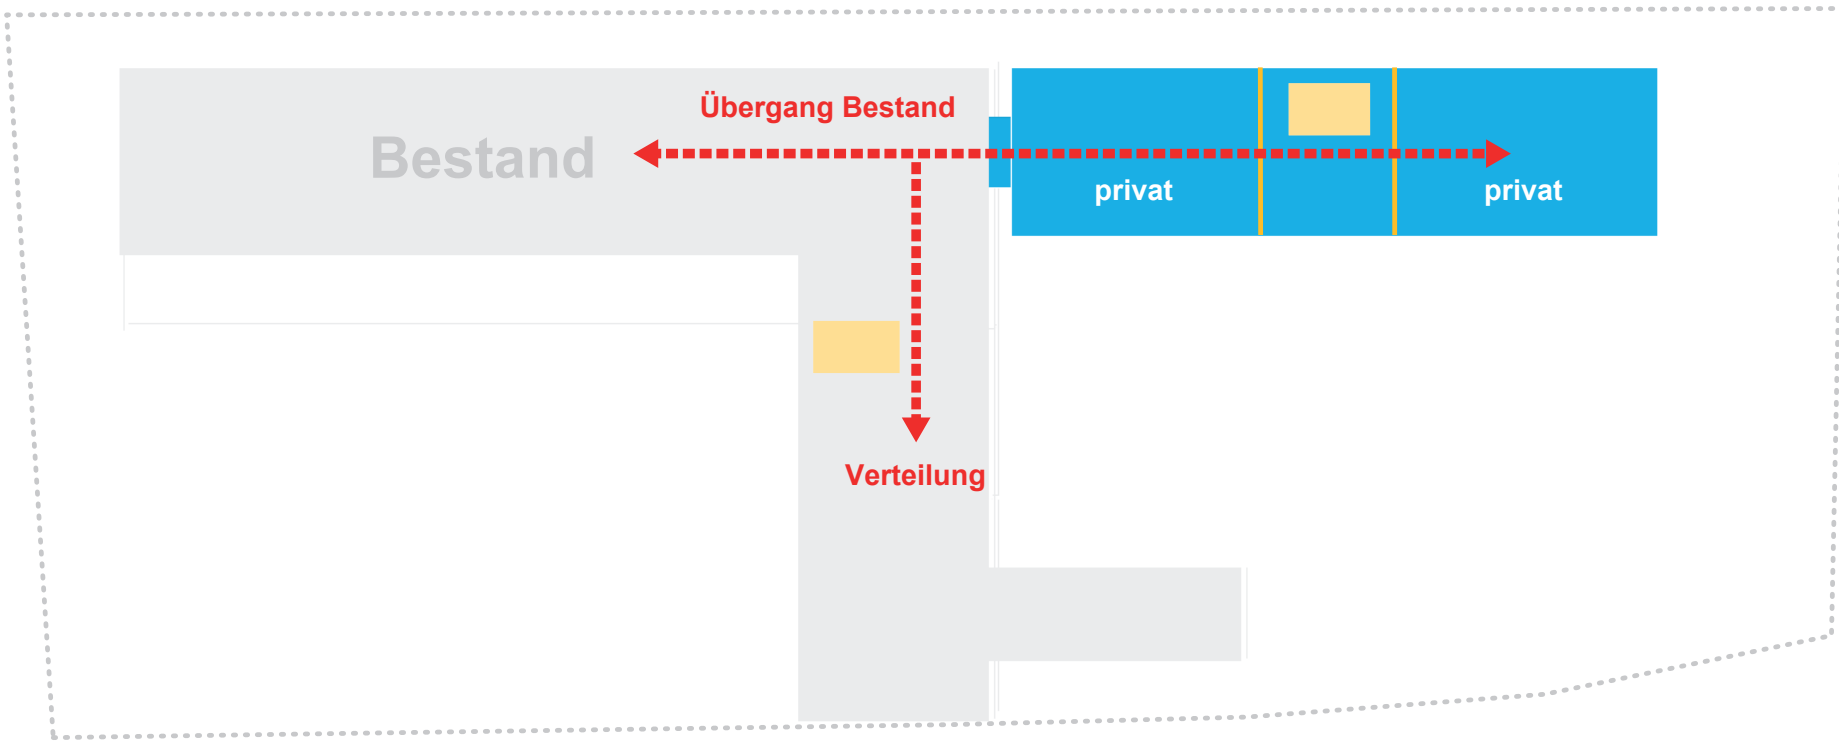 Übergang Bestand
Bestand
privat
privat
Verteilung